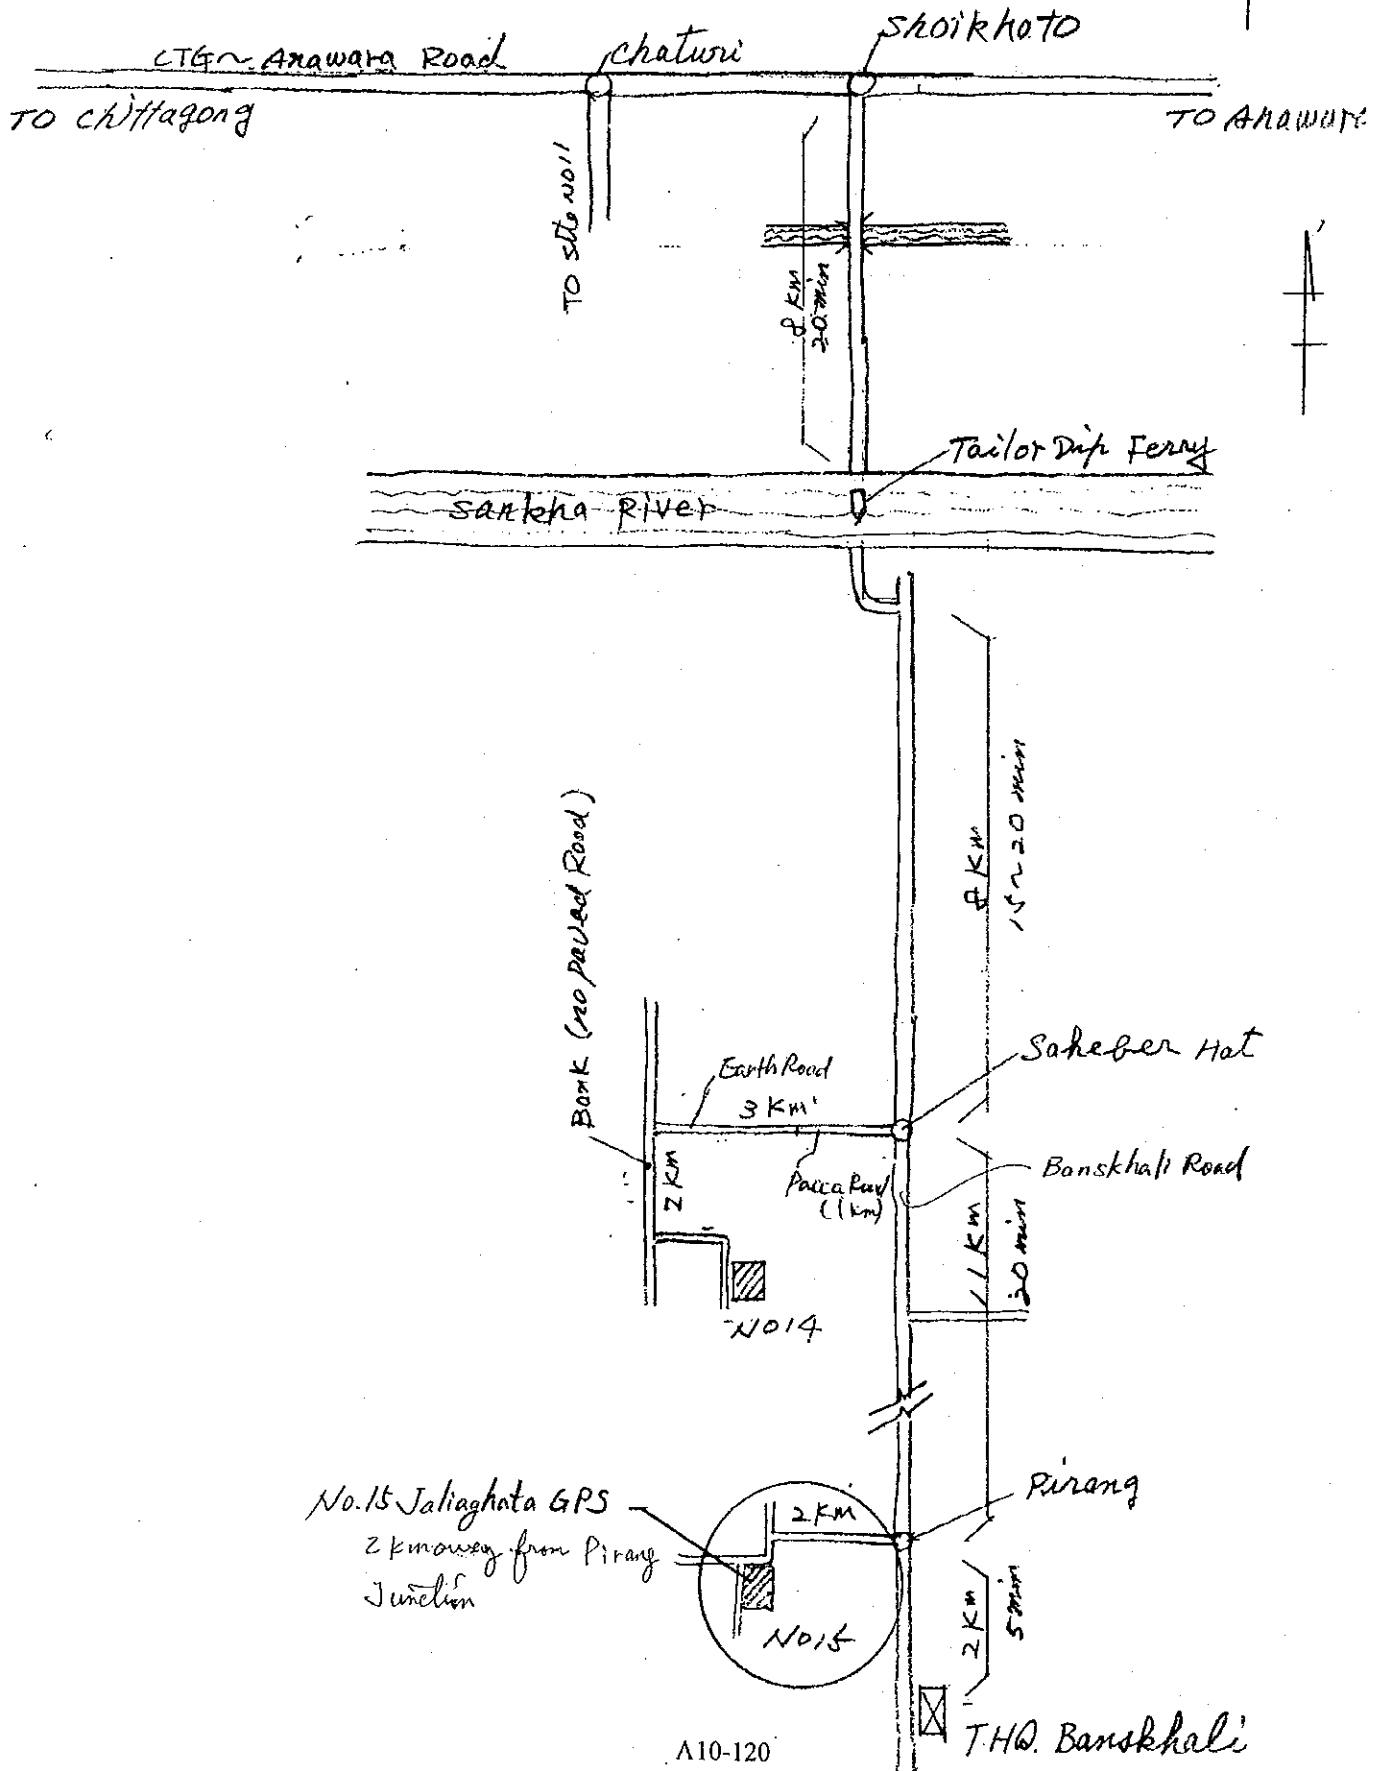 Shoikhato
CTG~Anawara Road
Chaturi
TO Chittagong
TO Anawara
TO site NO11
8 Km
20 min
Tailor Dip Ferry
Sankha River
8 Km
15~20 min
Bank (no paved Road)
Saheber Hat
Earth Road
3 Km
Pacca Road
(1 km)
2 Km
Banskhali Road
11 Km
20 min
NO14
Pirang
No.15 Jaliaghata GPS
2 km away from Pirang
Junction
2 Km
NO15
2 Km
5 min
T.H.Q. Banskhali
A10-120